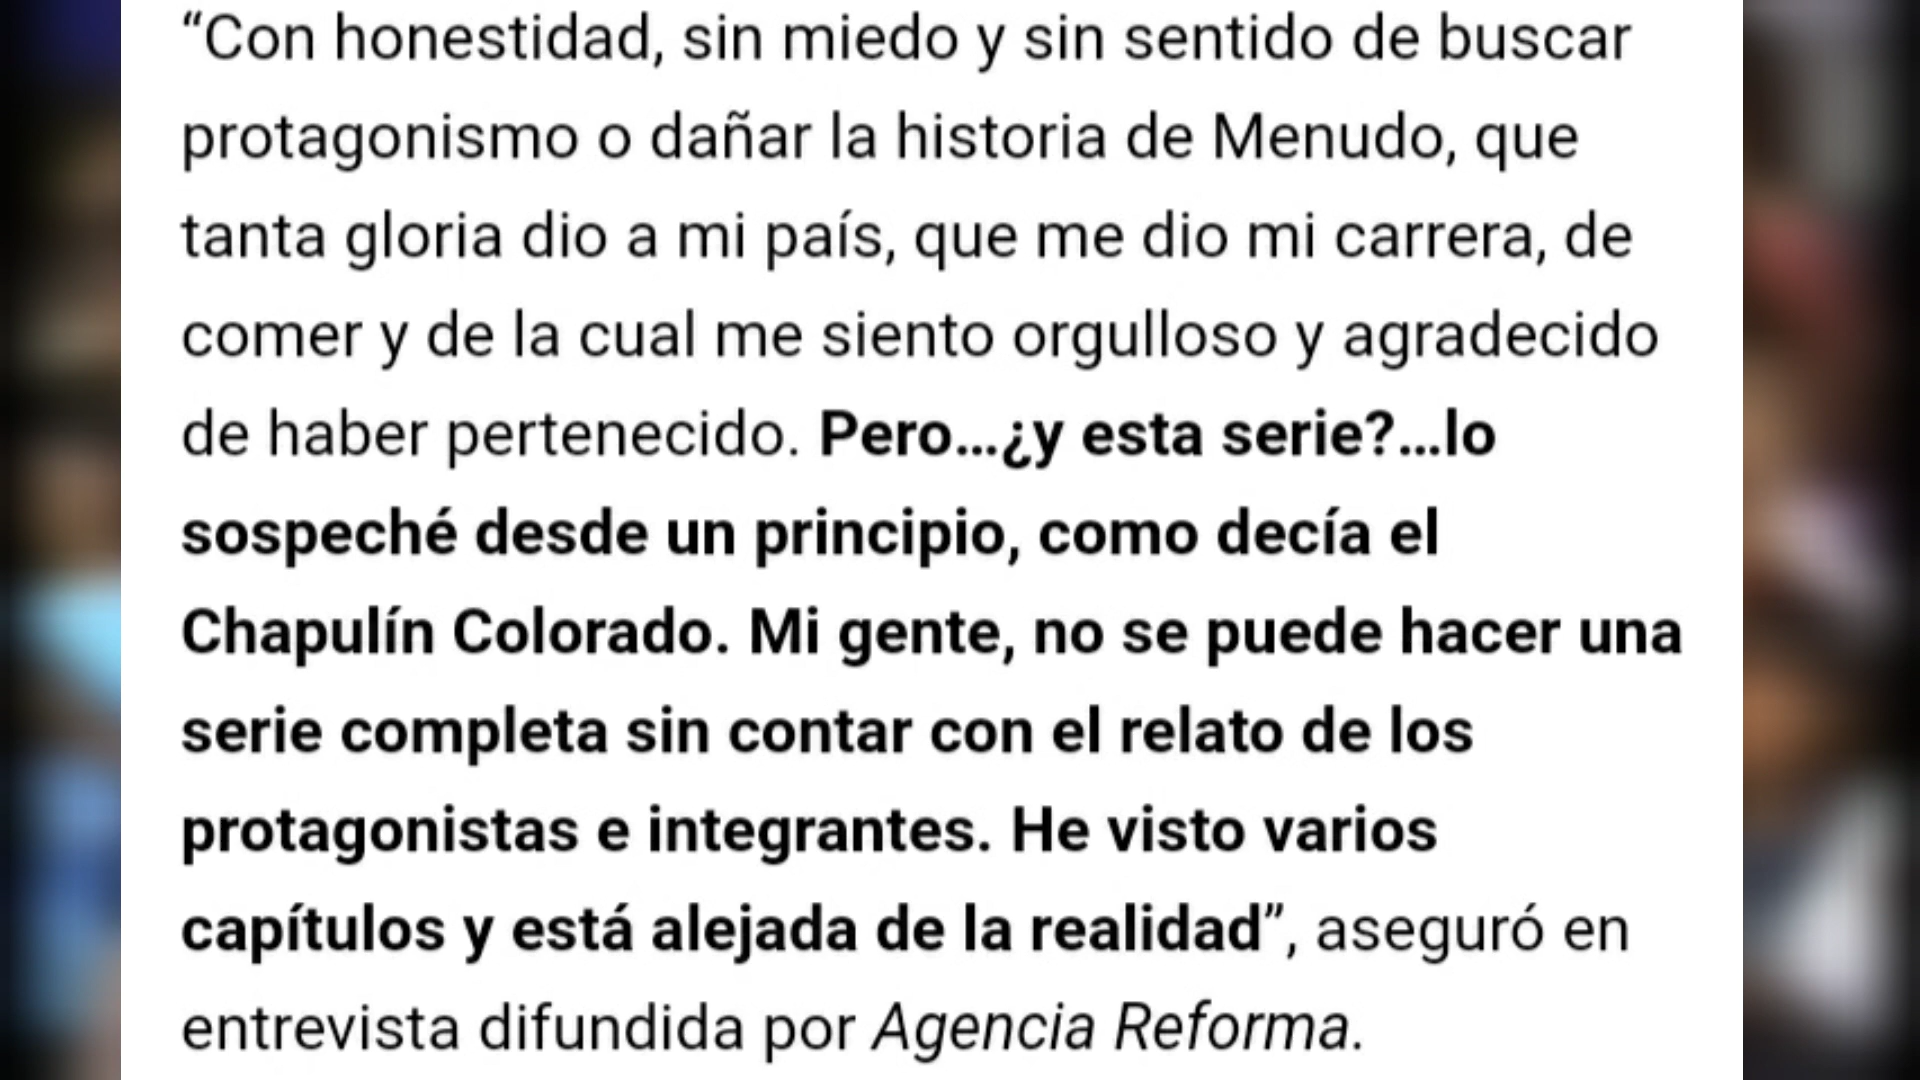 “Con honestidad, sin miedo y sin sentido de buscar
protagonismo o dañar la historia de Menudo, que
tanta gloria dio a mi país, que me dio mi carrera, de
comer y de la cual me siento orgulloso y agradecido
de haber pertenecido. Pero...¿y esta serie?...lo
sospeché desde un principio, como decía el
Chapulín Colorado. Mi gente, no se puede hacer una
serie completa sin contar con el relato de los
protagonistas e integrantes. He visto varios
capítulos y está alejada de la realidad”, aseguró en
entrevista difundida por Agencia Reforma.